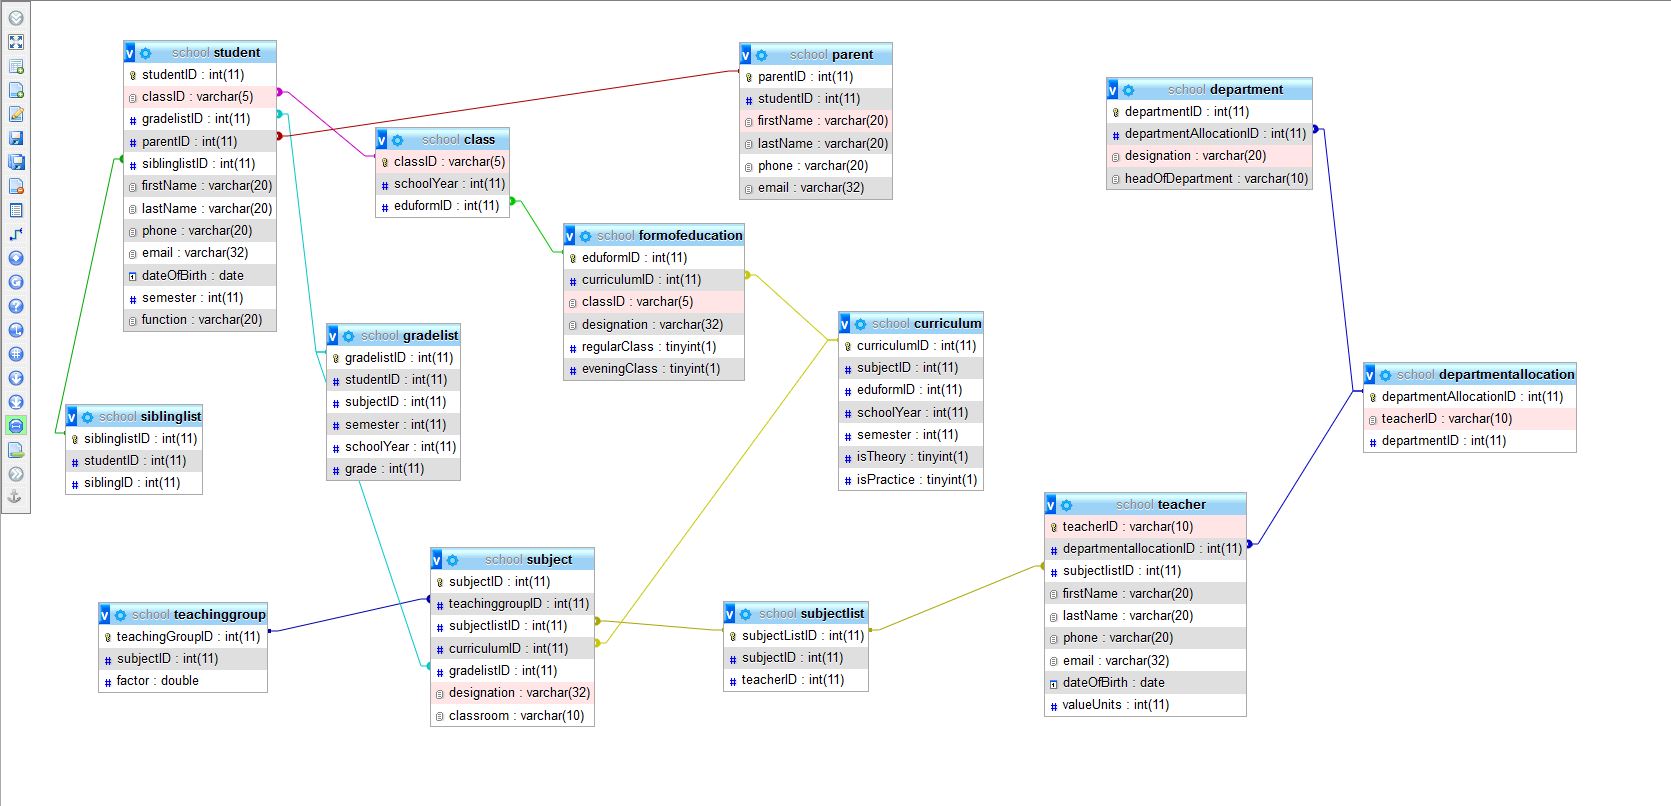 school student
studentID : int(11)
classID : varchar(5)
gradelistID : int(11)
parentID : int(11)
siblinglistID : int(11)
firstName : varchar(20)
lastName : varchar(20)
phone : varchar(20)
email : varchar(32)
dateOfBirth : date
semester : int(11)
function : varchar(20)
school parent
parentID : int(11)
studentID : int(11)
firstName : varchar(20)
lastName : varchar(20)
phone : varchar(20)
email : varchar(32)
school department
departmentID : int(11)
departmentAllocationID : int(11)
designation : varchar(20)
headOfDepartment : varchar(10)
school class
classID : varchar(5)
schoolYear : int(11)
eduformID : int(11)
school formofeducation
eduformID : int(11)
curriculumID : int(11)
classID : varchar(5)
designation : varchar(32)
regularClass : tinyint(1)
eveningClass : tinyint(1)
school curriculum
curriculumID : int(11)
subjectID : int(11)
eduformID : int(11)
schoolYear : int(11)
semester : int(11)
isTheory : tinyint(1)
isPractice : tinyint(1)
school gradelist
gradelistID : int(11)
studentID : int(11)
subjectID : int(11)
semester : int(11)
schoolYear : int(11)
grade : int(11)
school departmentallocation
departmentAllocationID : int(11)
teacherID : varchar(10)
departmentID : int(11)
school siblinglist
siblinglistID : int(11)
studentID : int(11)
siblingID : int(11)
school teacher
teacherID : varchar(10)
departmentallocationID : int(11)
subjectlistID : int(11)
firstName : varchar(20)
lastName : varchar(20)
phone : varchar(20)
email : varchar(32)
dateOfBirth : date
valueUnits : int(11)
school subject
subjectID : int(11)
teachinggroupID : int(11)
subjectlistID : int(11)
curriculumID : int(11)
gradelistID : int(11)
designation : varchar(32)
classroom : varchar(10)
school teachinggroup
teachingGroupID : int(11)
subjectID : int(11)
factor : double
school subjectlist
subjectListID : int(11)
subjectID : int(11)
teacherID : int(11)